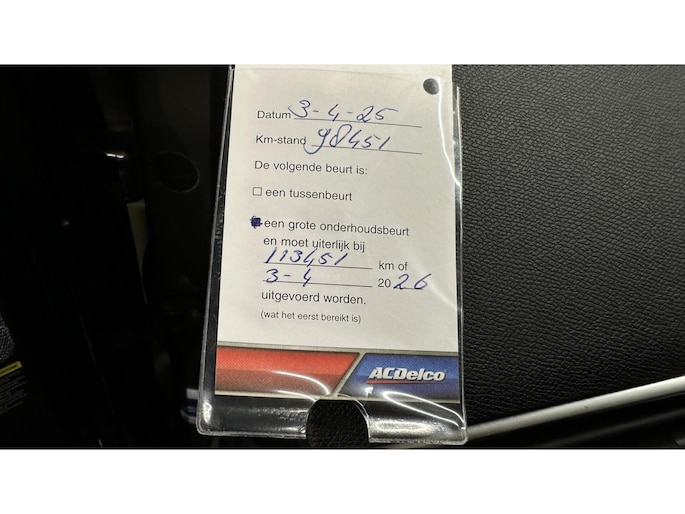 Datum 3-4-25
Km-stand 98451
De volgende beurt is:
☐ een tussenbeurt
■ een grote onderhoudsbeurt
en moet uiterlijk bij
113451 km of
3-4 2026
uitgevoerd worden.
(wat het eerst bereikt is)
ACDelco